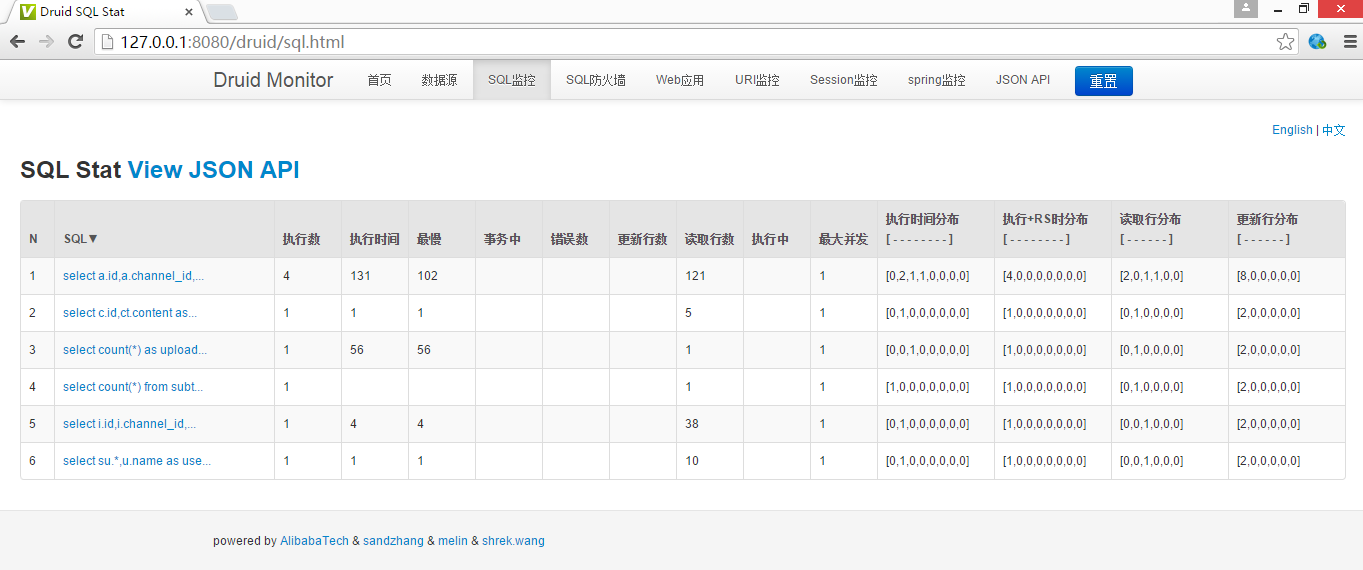 Druid SQL Stat
127.0.0.1:8080/druid/sql.html
Druid Monitor 首页 数据源 SQL监控 SQL防火墙 Web应用 URI监控 Session监控 spring监控 JSON API 重置
English | 中文
SQL Stat View JSON API
N SQL▼ 执行数 执行时间 最慢 事务中 错误数 更新行数 读取行数 执行中 最大并发 执行时间分布 [ - - - - - - - - ] 执行+RS时分布 [ - - - - - - - - ] 读取行分布 [ - - - - - - ] 更新行分布 [ - - - - - - ]
1 select a.id,a.channel_id,... 4 131 102 121 1 [0,2,1,1,0,0,0,0] [4,0,0,0,0,0,0,0] [2,0,1,1,0,0] [8,0,0,0,0,0]
2 select c.id,ct.content as... 1 1 1 5 1 [0,1,0,0,0,0,0,0] [1,0,0,0,0,0,0,0] [0,1,0,0,0,0] [2,0,0,0,0,0]
3 select count(*) as upload... 1 56 56 1 1 [0,0,1,0,0,0,0,0] [1,0,0,0,0,0,0,0] [0,1,0,0,0,0] [2,0,0,0,0,0]
4 select count(*) from subt... 1 1 1 [1,0,0,0,0,0,0,0] [1,0,0,0,0,0,0,0] [0,1,0,0,0,0] [2,0,0,0,0,0]
5 select i.id,i.channel_id,... 1 4 4 38 1 [0,1,0,0,0,0,0,0] [1,0,0,0,0,0,0,0] [0,0,1,0,0,0] [2,0,0,0,0,0]
6 select su.*,u.name as use... 1 1 1 10 1 [0,1,0,0,0,0,0,0] [1,0,0,0,0,0,0,0] [0,0,1,0,0,0] [2,0,0,0,0,0]
powered by AlibabaTech & sandzhang & melin & shrek.wang